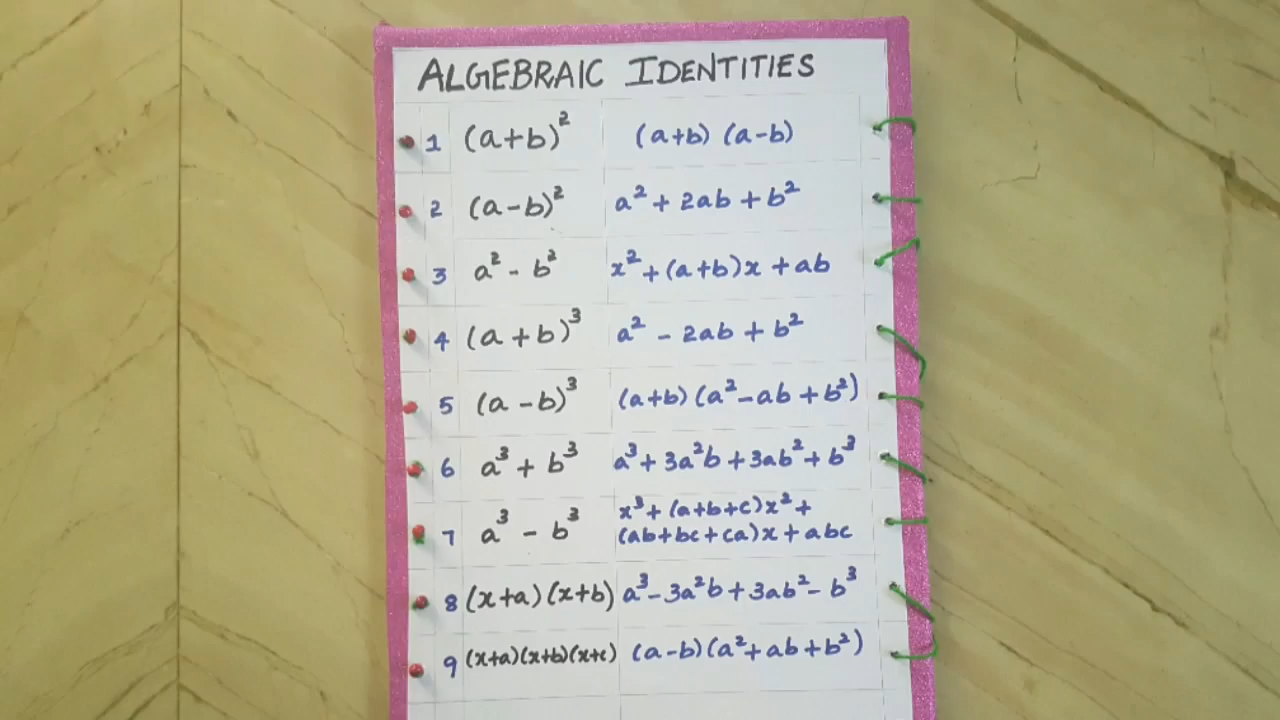 ALGEBRAIC IDENTITIES
1 (a+b)² (a+b) (a-b)
2 (a-b)² a² + 2ab + b²
3 a² - b² x² + (a+b)x + ab
4 (a + b)³ a² - 2ab + b²
5 (a - b)³ (a+b) (a² - ab + b²)
6 a³ + b³ a³ + 3a²b + 3ab² + b³
7 a³ - b³ x³ + (a+b+c)x² +
(ab+bc+ca)x + abc
8 (x+a) (x+b) a³ - 3a²b + 3ab² - b³
9 (x+a)(x+b)(x+c) (a-b) (a² + ab + b²)